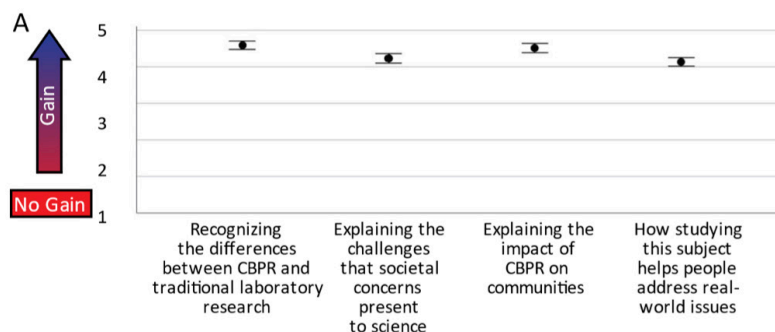 A
5
4
3
2
1
Gain
No Gain
Recognizing
the differences
between CBPR and
traditional laboratory
research
Explaining the
challenges
that societal
concerns
present
to science
Explaining the
impact of
CBPR on
communities
How studying
this subject
helps people
address real-
world issues